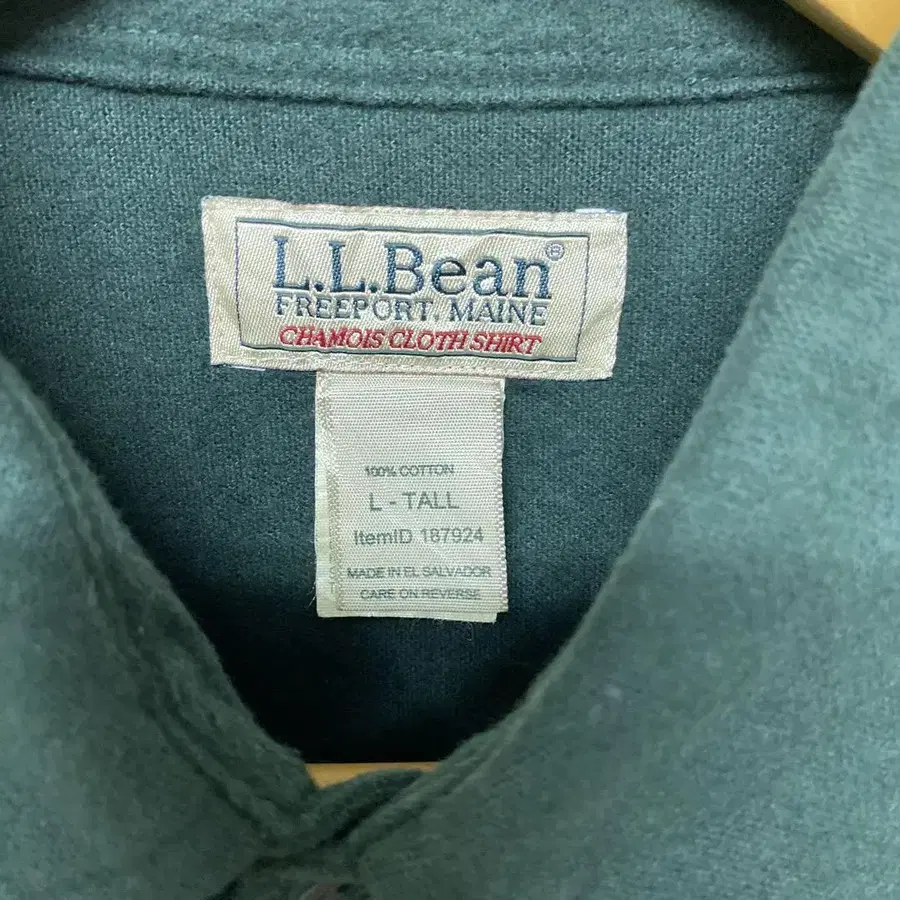 L.L.Bean®
FREEPORT, MAINE
CHAMOIS CLOTH SHIRT
100% COTTON
L - TALL
ItemID 187924
MADE IN EL SALVADOR
CARE ON REVERSE